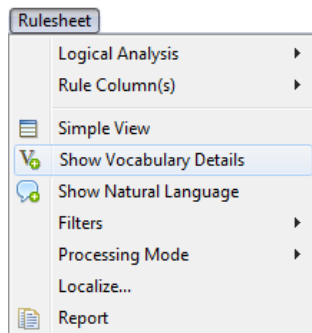 Rulesheet
Logical Analysis
Rule Column(s)
Simple View
Show Vocabulary Details
Show Natural Language
Filters
Processing Mode
Localize...
Report